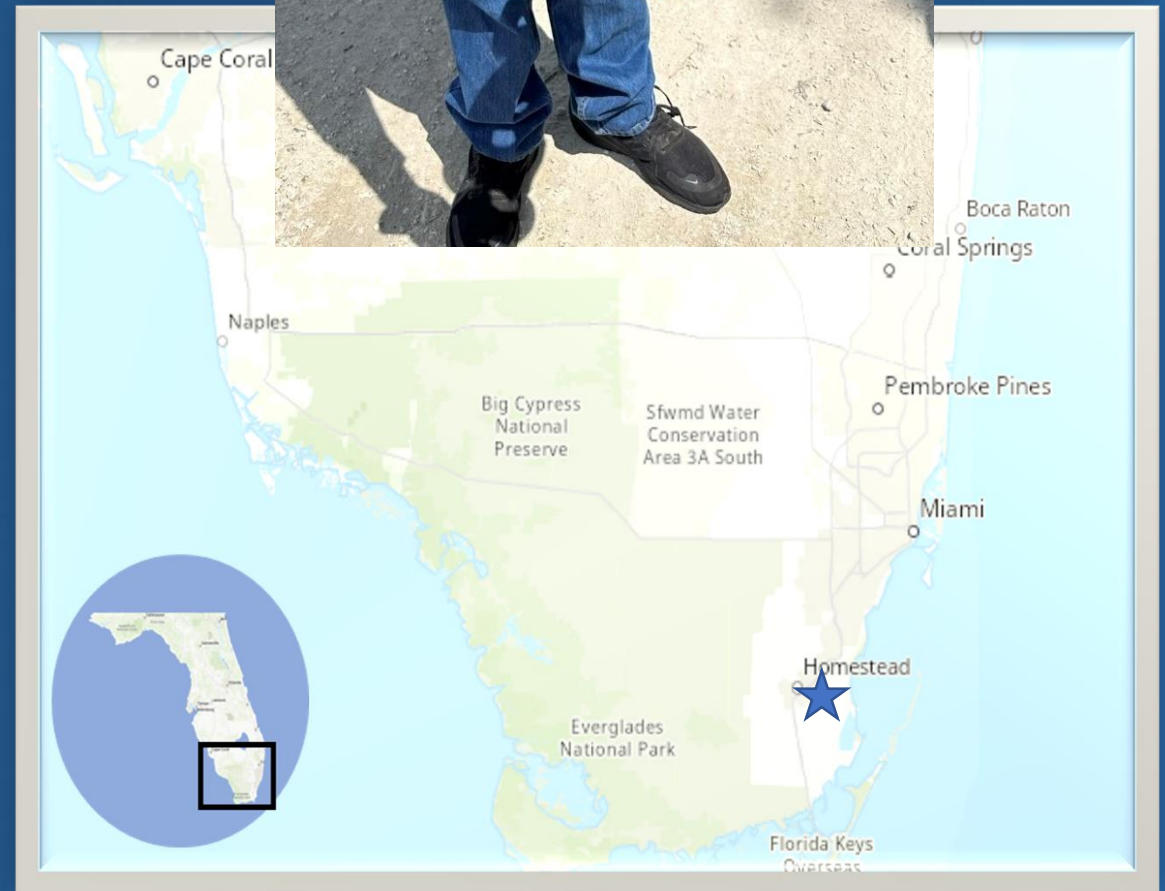 Cape Coral
Boca Raton
Coral Springs
Naples
Pembroke Pines
Big Cypress
National
Preserve
Sfwmd Water
Conservation
Area 3A South
Miami
Homestead
Everglades
National Park
Florida Keys
Overseas